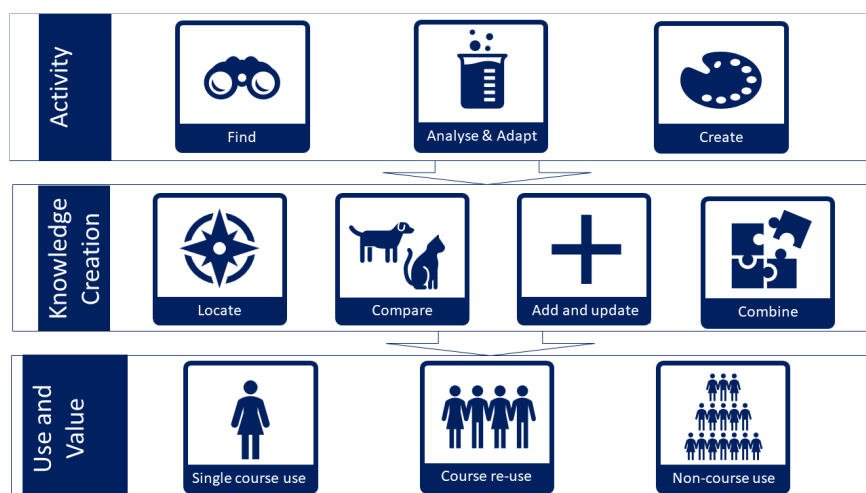 Activity
Find
Analyse & Adapt
Create
Knowledge
Creation
Locate
Compare
Add and update
Combine
Use and
Value
Single course use
Course re-use
Non-course use